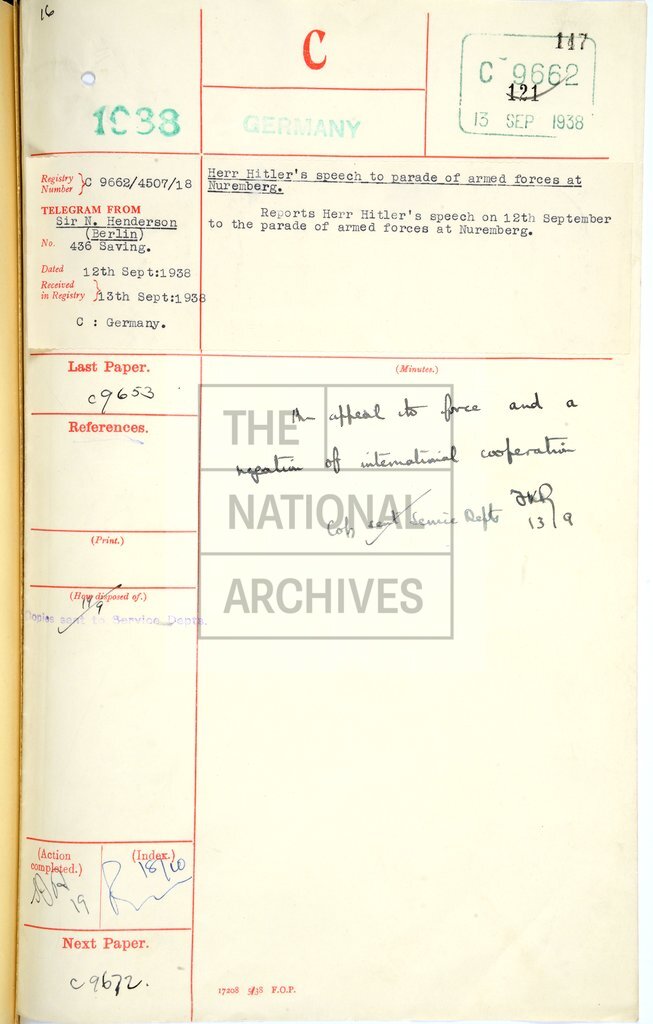 16
C
147
C 9662
121
13 SEP 1938
1938
GERMANY
Registry Number } C 9662/4507/18
TELEGRAM FROM
Sir N. Henderson
(Berlin)
No. 436 Saving.
Dated 12th Sept:1938
Received in Registry } 13th Sept:1938
C : Germany.
Herr Hitler's speech to parade of armed forces at
Nuremberg.
Reports Herr Hitler's speech on 12th September
to the parade of armed forces at Nuremberg.
Last Paper.
C9653
References.
(Print.)
(How disposed of.)
Copies sent to Service Depts.
(Minutes.)
appeal to force and a
negation of international cooperation
13/9
sent Service Depts
THE
NATIONAL
ARCHIVES
(Action
completed.)
19
(Index.)
18/10
Next Paper.
C9672.
17208 5/38 F.O.P.